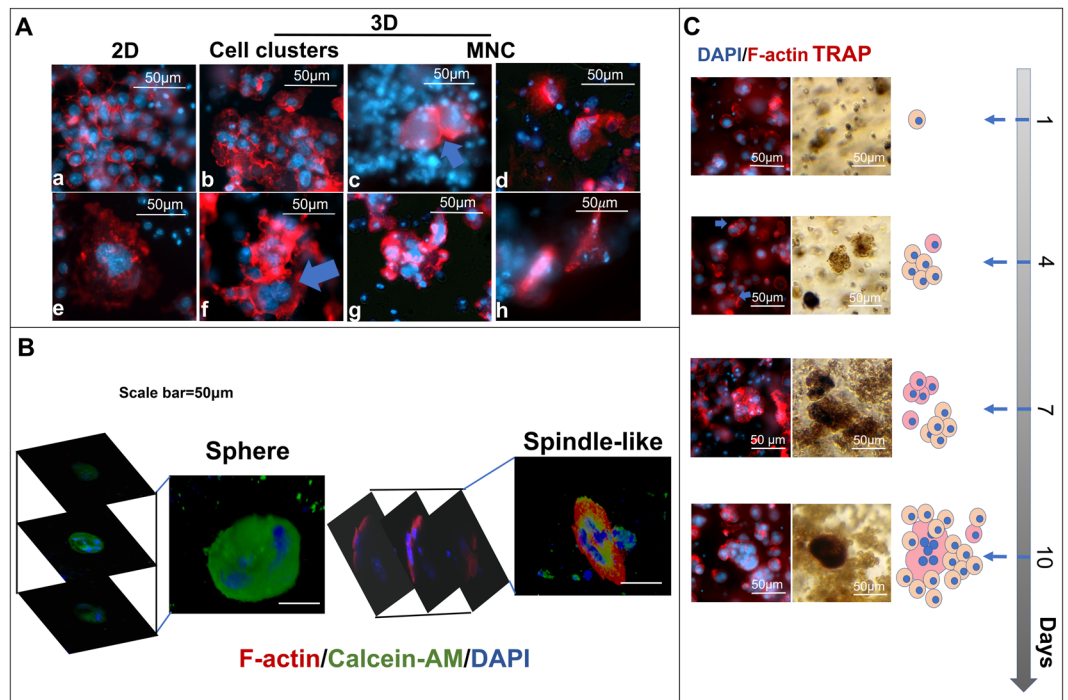 A
3D
2D
Cell clusters
MNC
50μm
50μm
50μm
50μm
a
b
c
d
50μm
50μm
50μm
50μm
e
f
g
h
B
Scale bar=50μm
Sphere
Spindle-like
F-actin/Calcein-AM/DAPI
C
DAPI/F-actin TRAP
50μm
50μm
1
50μm
50μm
4
50 μm
50μm
7
50μm
50μm
10
Days